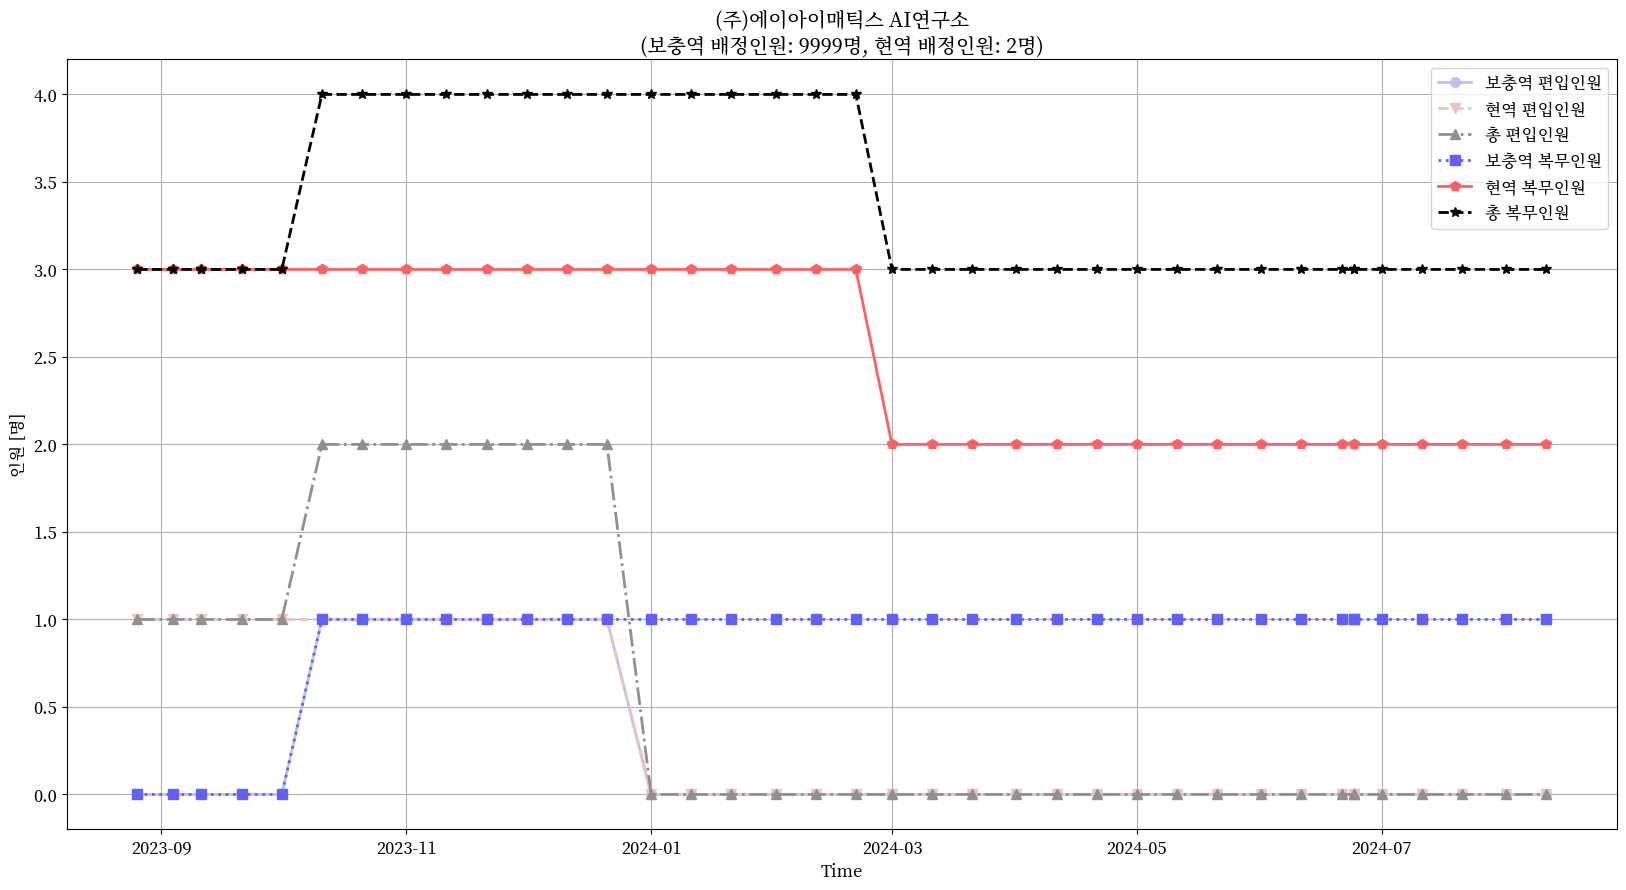 (주)에이아이매틱스 AI연구소
(보충역 배정인원: 9999명, 현역 배정인원: 2명)
보충역 편입인원
현역 편입인원
총 편입인원
보충역 복무인원
현역 복무인원
총 복무인원
인원 [명]
4.0
3.5
3.0
2.5
2.0
1.5
1.0
0.5
0.0
2023-09
2023-11
2024-01
2024-03
2024-05
2024-07
Time